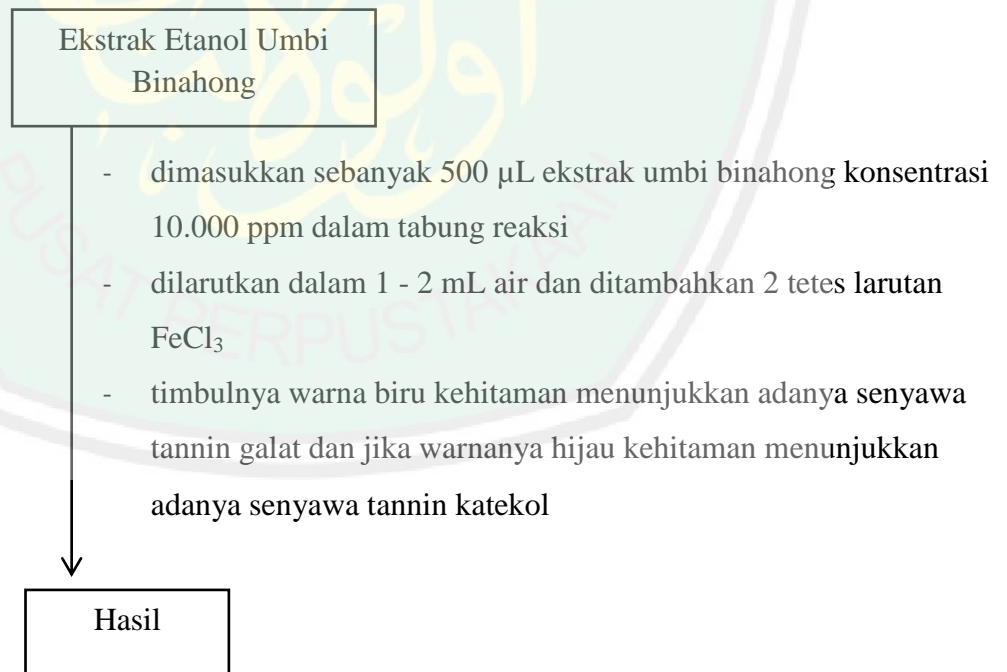 Ekstrak Etanol Umbi
Binahong
- dimasukkan sebanyak 500 µL ekstrak umbi binahong konsentrasi
10.000 ppm dalam tabung reaksi
- dilarutkan dalam 1 - 2 mL air dan ditambahkan 2 tetes larutan
FeCl₃
- timbulnya warna biru kehitaman menunjukkan adanya senyawa
tannin galat dan jika warnanya hijau kehitaman menunjukkan
adanya senyawa tannin katekol
Hasil
PUSAT PERPUSTAKAAN